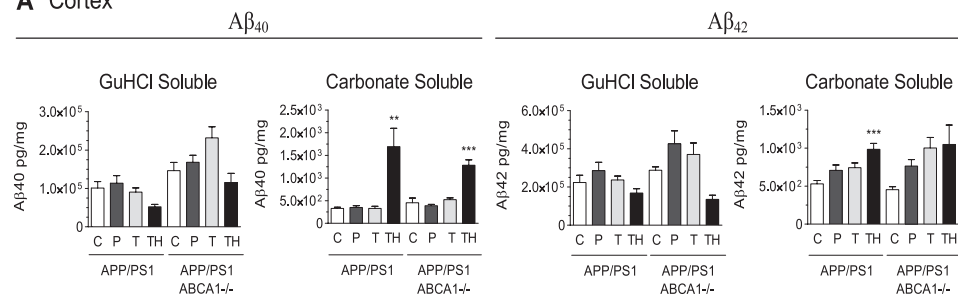 A Cortex
Aβ40 Aβ42
GuHCl Soluble Carbonate Soluble GuHCl Soluble Carbonate Soluble
Aβ40 pg/mg
3.0x10⁵
2.0x10⁵
1.0x10⁵
0
C P T TH C P T TH
APP/PS1 APP/PS1
ABCA1-/-
Aβ40 pg/mg
2.5x10³
2.0x10³
1.5x10³
1.0x10³
5.0x10²
0
**
***
C P T TH C P T TH
APP/PS1 APP/PS1
ABCA1-/-
Aβ42 pg/mg
6.0x10⁵
4.0x10⁵
2.0x10⁵
0
C P T TH C P T TH
APP/PS1 APP/PS1
ABCA1-/-
Aβ42 pg/mg
1.5x10³
1.0x10³
5.0x10²
0
***
C P T TH C P T TH
APP/PS1 APP/PS1
ABCA1-/-